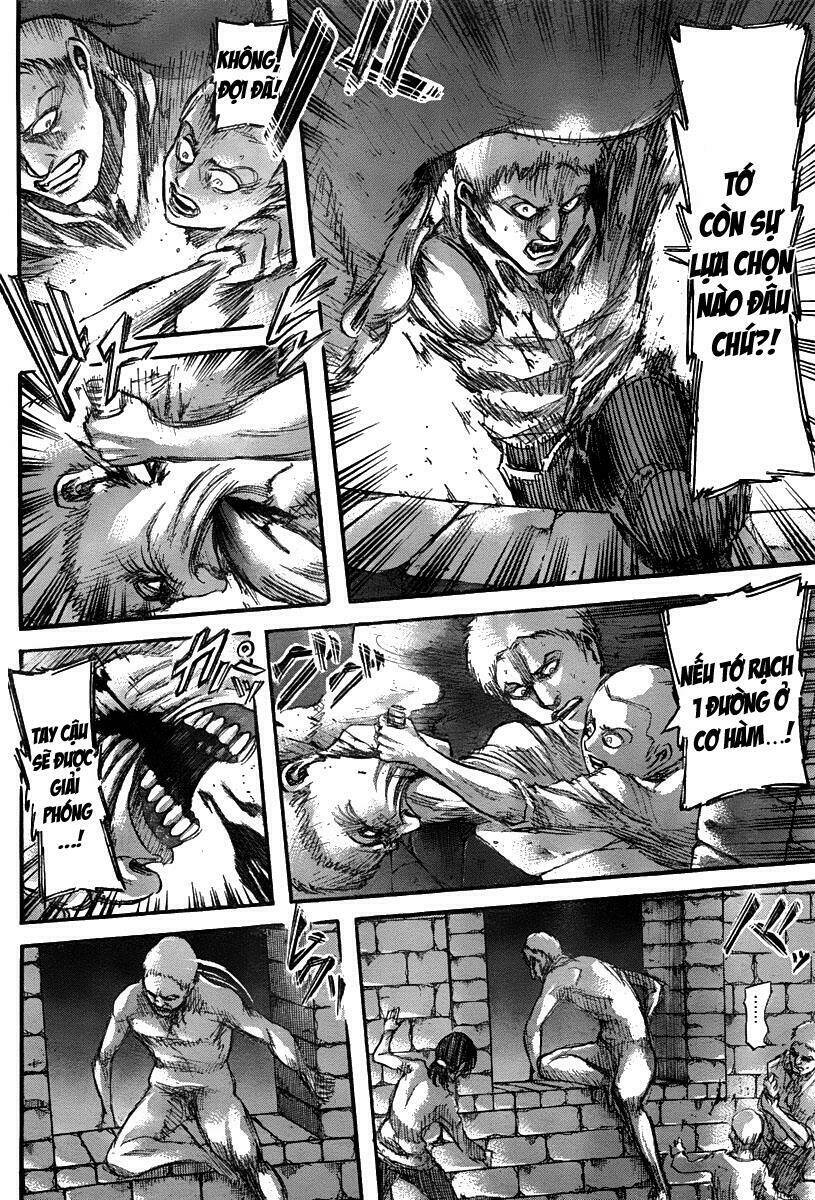 TỚ
CÒN SỰ
LỰA CHỌN
NÀO ĐÂU
CHỨ?!
KHÔNG!
ĐỢI ĐÃ!
NẾU TỚ RẠCH
1 ĐƯỜNG Ở
CƠ HÀM...!
TAY CẬU
SẼ ĐƯỢC
GIẢI
PHÓNG
...!
......